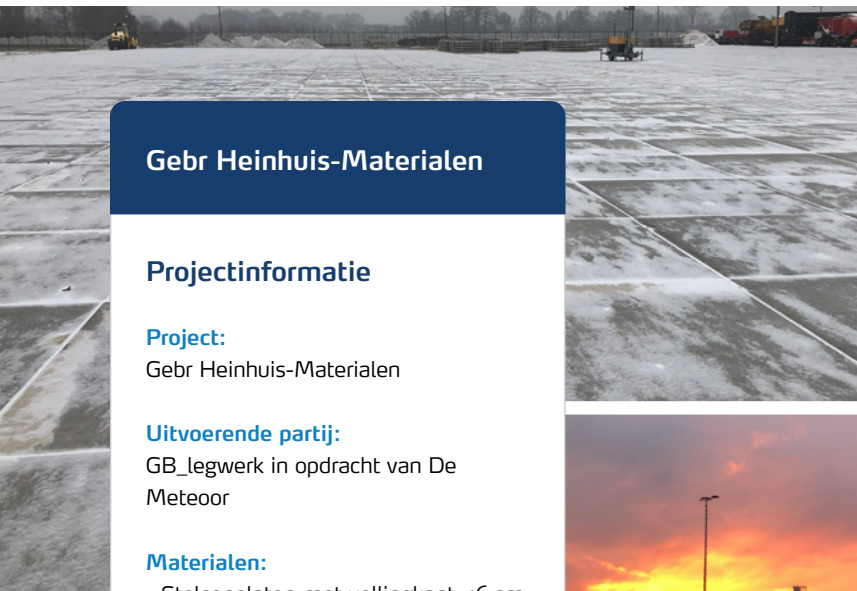 Gebr Heinhuis-Materialen
Projectinformatie
Project:
Gebr Heinhuis-Materialen
Uitvoerende partij:
GB_legwerk in opdracht van De
Meteoor
Materialen: